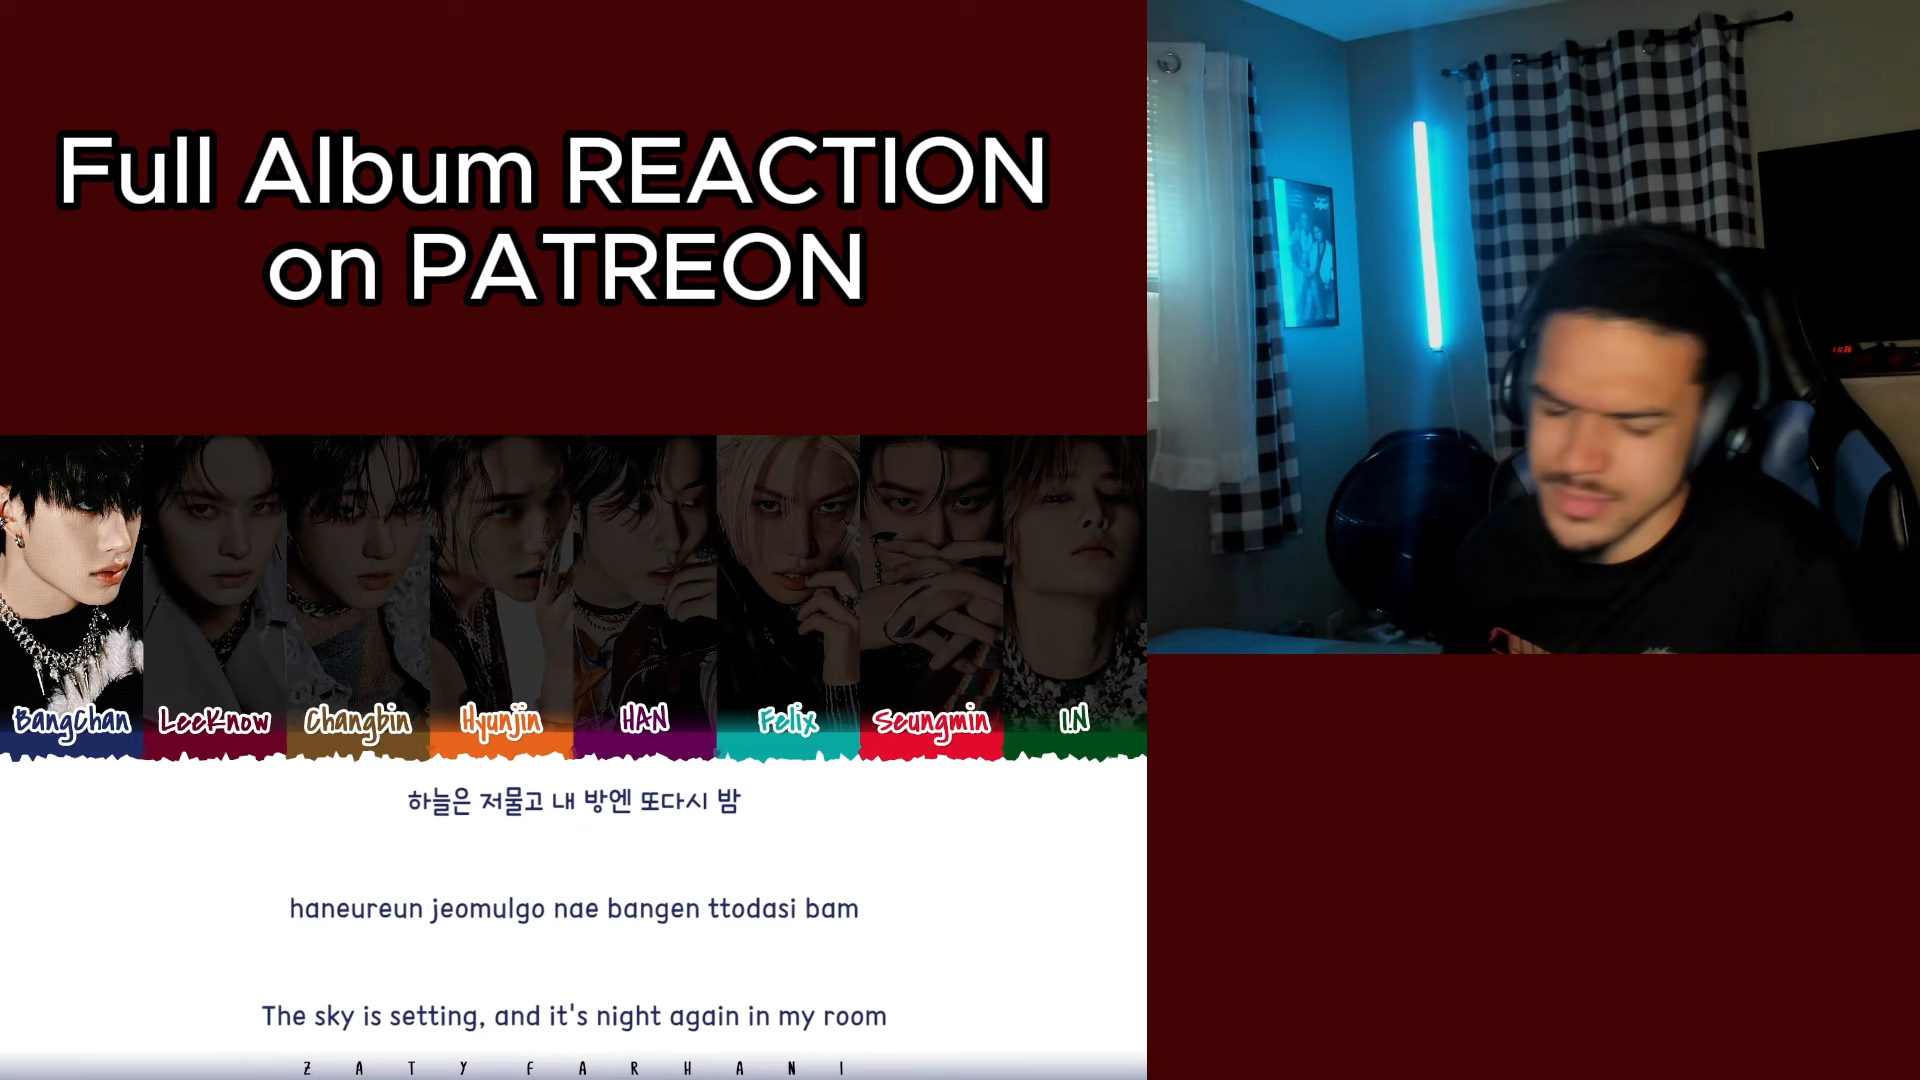 Full Album REACTION
on PATREON
BangChan LeeKnow Changbin Hyunjin HAN Felix Seungmin I.N
하늘은 저물고 내 방엔 또다시 밤
haneureun jeomulgo nae bangen ttodasi bam
The sky is setting, and it's night again in my room
ZATY FARHANI